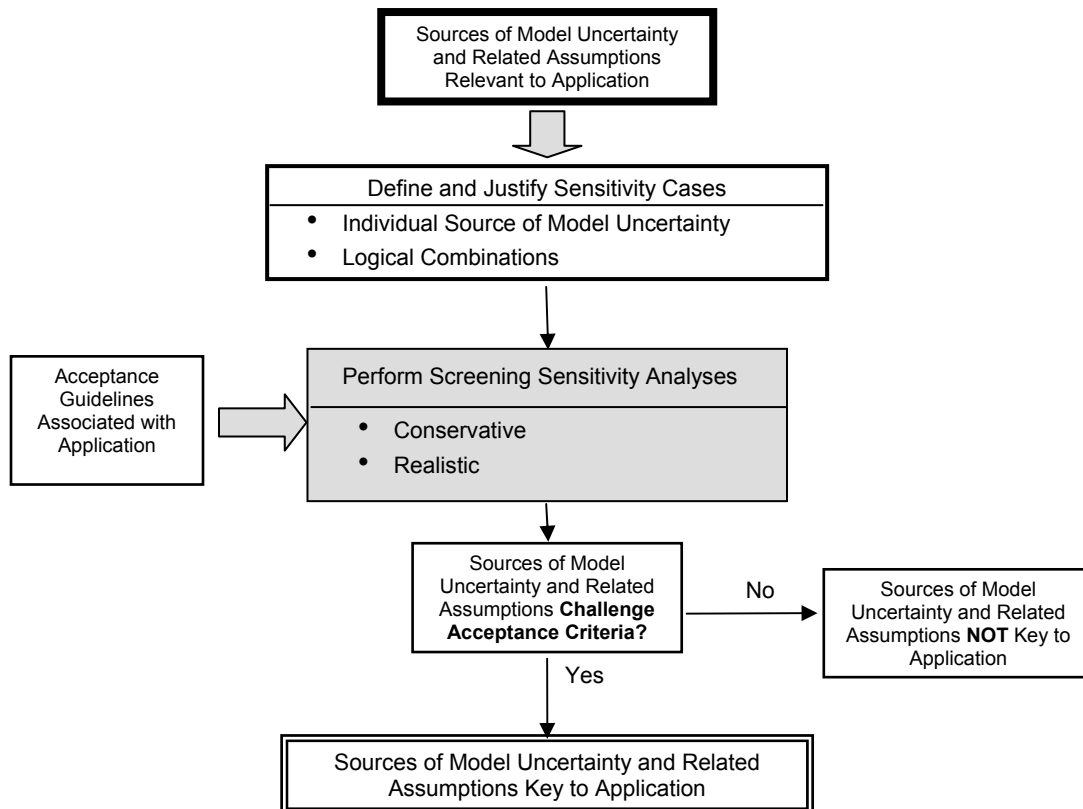 Sources of Model Uncertainty
and Related Assumptions
Relevant to Application
Define and Justify Sensitivity Cases
• Individual Source of Model Uncertainty
• Logical Combinations
Acceptance
Guidelines
Associated with
Application
Perform Screening Sensitivity Analyses
• Conservative
• Realistic
Sources of Model
Uncertainty and Related
Assumptions Challenge
Acceptance Criteria?
No
Sources of Model
Uncertainty and Related
Assumptions NOT Key to
Application
Yes
Sources of Model Uncertainty and Related
Assumptions Key to Application